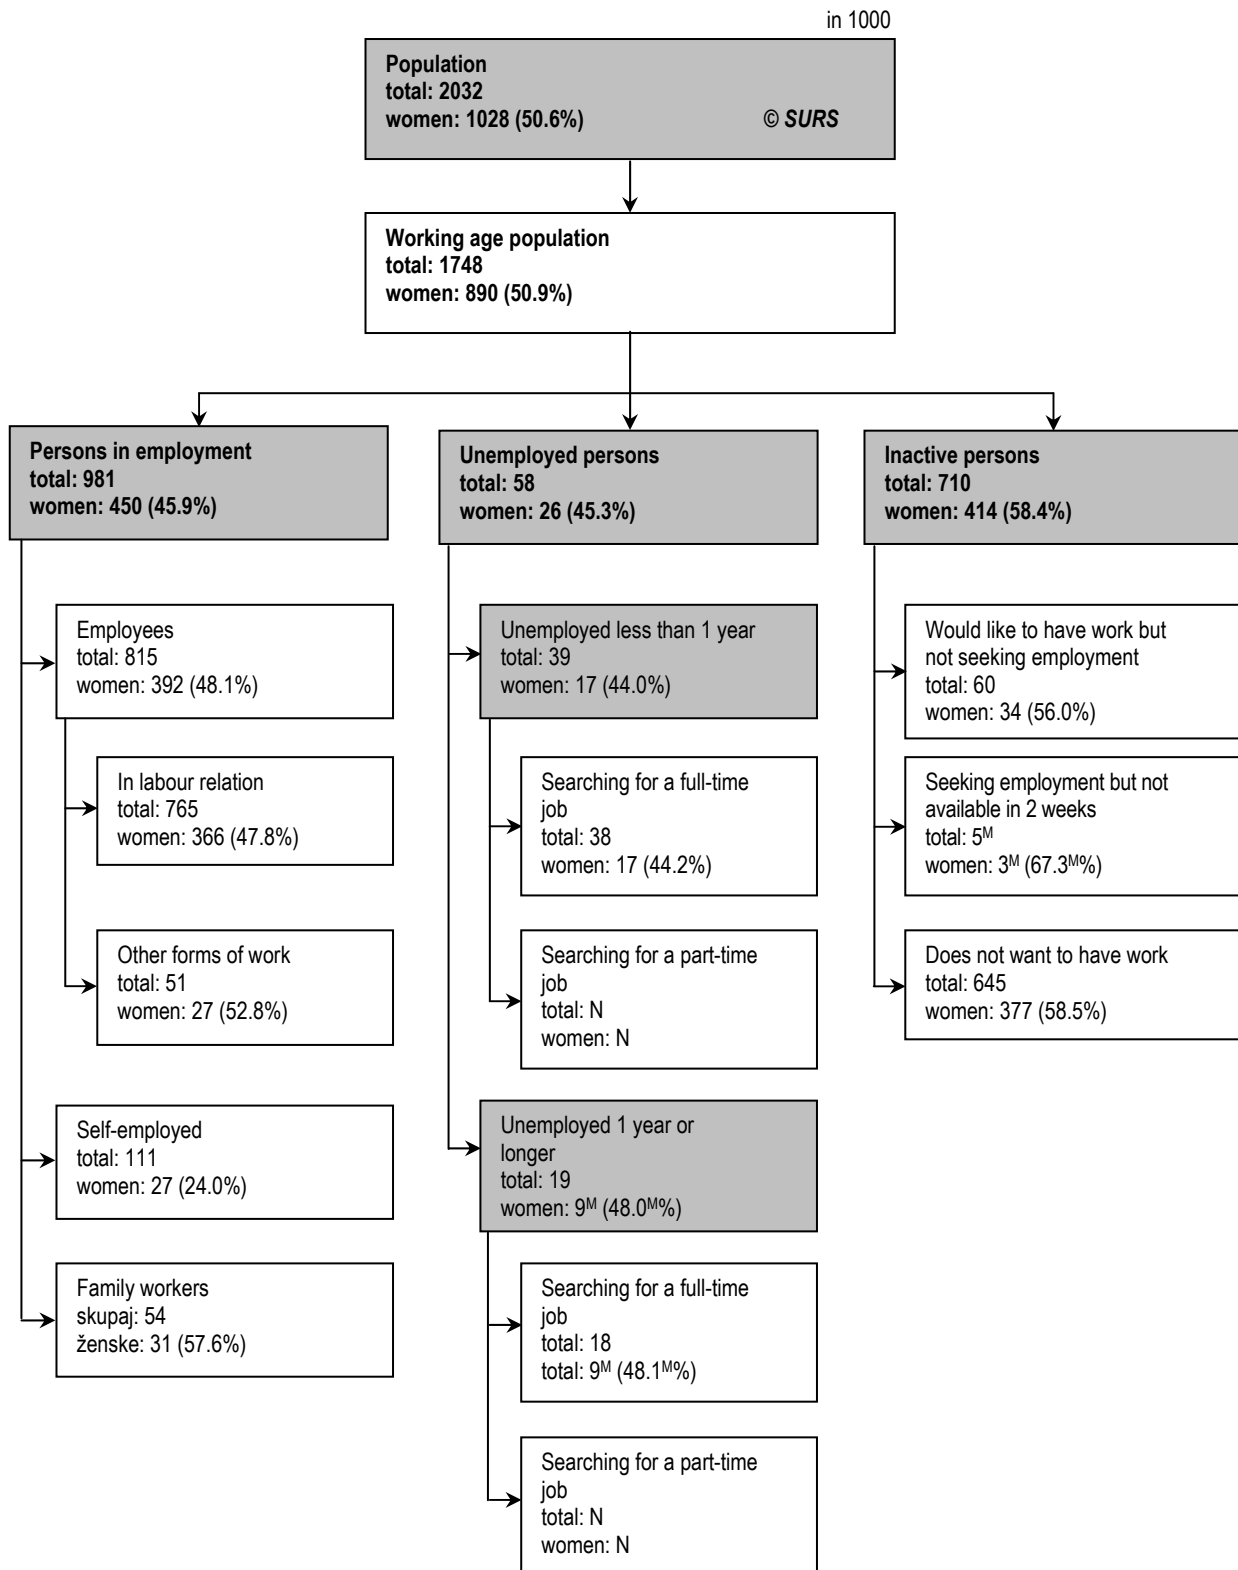 in 1000
Population
total: 2032
women: 1028 (50.6%) © SURS
Working age population
total: 1748
women: 890 (50.9%)
Persons in employment
total: 981
women: 450 (45.9%)
Employees
total: 815
women: 392 (48.1%)
In labour relation
total: 765
women: 366 (47.8%)
Other forms of work
total: 51
women: 27 (52.8%)
Self-employed
total: 111
women: 27 (24.0%)
Family workers
skupaj: 54
ženske: 31 (57.6%)
Unemployed persons
total: 58
women: 26 (45.3%)
Unemployed less than 1 year
total: 39
women: 17 (44.0%)
Searching for a full-time
job
total: 38
women: 17 (44.2%)
Searching for a part-time
job
total: N
women: N
Unemployed 1 year or
longer
total: 19
women: 9ᴹ (48.0ᴹ%)
Searching for a full-time
job
total: 18
total: 9ᴹ (48.1ᴹ%)
Searching for a part-time
job
total: N
women: N
Inactive persons
total: 710
women: 414 (58.4%)
Would like to have work but
not seeking employment
total: 60
women: 34 (56.0%)
Seeking employment but not
available in 2 weeks
total: 5ᴹ
women: 3ᴹ (67.3ᴹ%)
Does not want to have work
total: 645
women: 377 (58.5%)